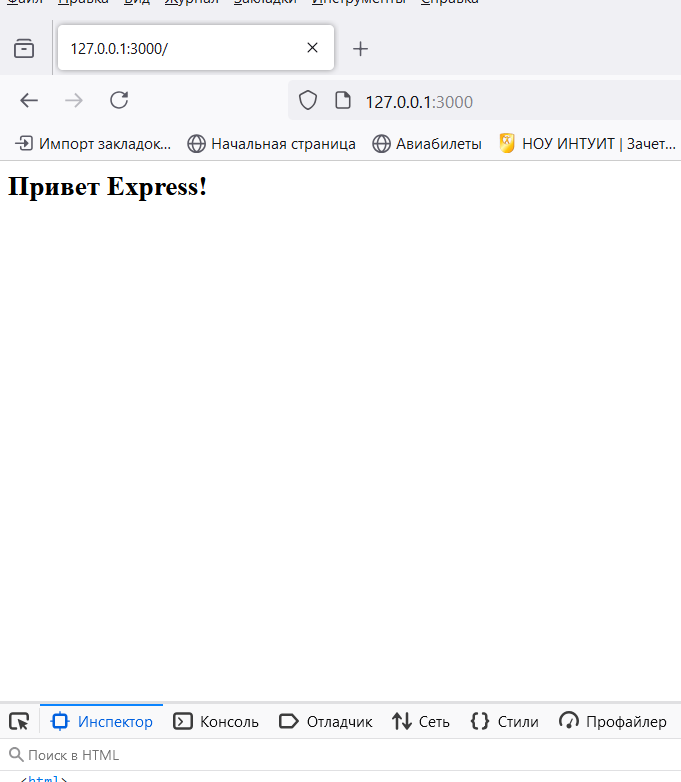 Файл Правка Вид Журнал Закладки Инструменты Справка
127.0.0.1:3000/
127.0.0.1:3000
Импорт закладок... Начальная страница Авиабилеты НОУ ИНТУИТ | Зачет...
Привет Express!
Инспектор Консоль Отладчик Сеть Стили Профайлер
Поиск в HTML
<html>